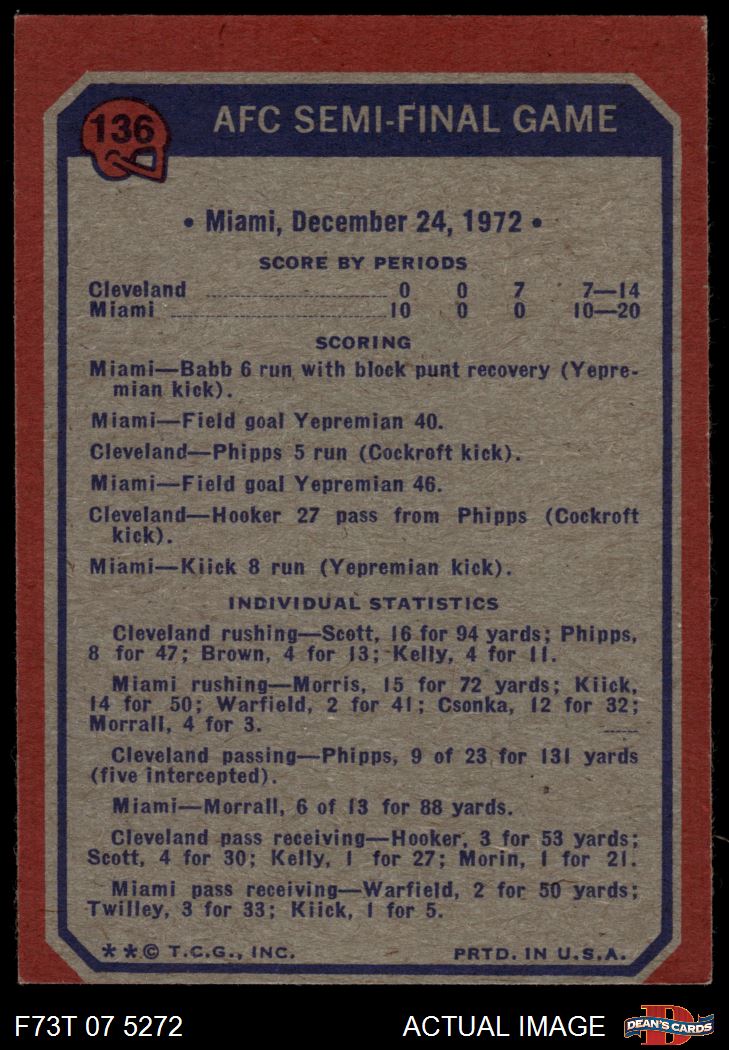 136
AFC SEMI-FINAL GAME
• Miami, December 24, 1972 •
SCORE BY PERIODS
Cleveland ........ 0 0 7 7—14
Miami ........ 10 0 0 10—20
SCORING
Miami—Babb 6 run with block punt recovery (Yepre-
mian kick).
Miami—Field goal Yepremian 40.
Cleveland—Phipps 5 run (Cockroft kick).
Miami—Field goal Yepremian 46.
Cleveland—Hooker 27 pass from Phipps (Cockroft
kick).
Miami—Kiick 8 run (Yepremian kick).
INDIVIDUAL STATISTICS
Cleveland rushing—Scott, 16 for 94 yards; Phipps,
8 for 47; Brown, 4 for 13; Kelly, 4 for 11.
Miami rushing—Morris, 15 for 72 yards; Kiick,
14 for 50; Warfield, 2 for 41; Csonka, 12 for 32;
Morrall, 4 for 3.
Cleveland passing—Phipps, 9 of 23 for 131 yards
(five intercepted).
Miami—Morrall, 6 of 13 for 88 yards.
Cleveland pass receiving—Hooker, 3 for 53 yards;
Scott, 4 for 30; Kelly, 1 for 27; Morin, 1 for 21.
Miami pass receiving—Warfield, 2 for 50 yards;
Twilley, 3 for 33; Kiick, 1 for 5.
**© T.C.G., INC. PRTD. IN U.S.A.
F73T 07 5272 ACTUAL IMAGE D DEAN'S CARDS